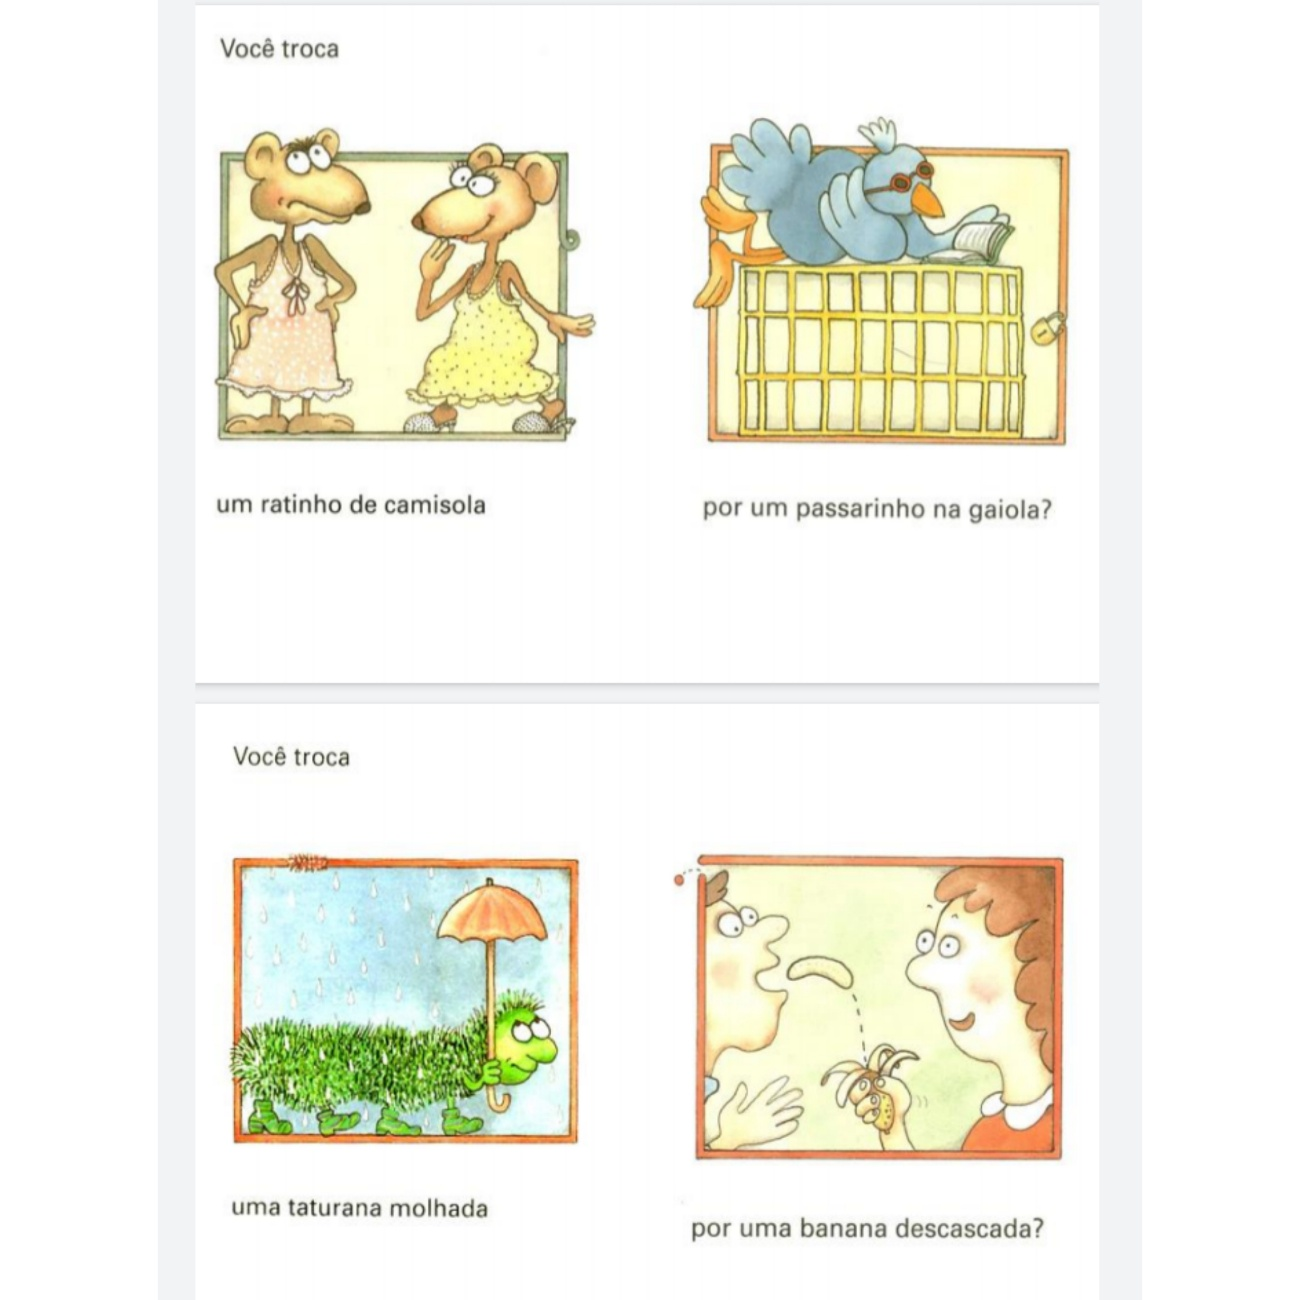 Você troca
um ratinho de camisola
por um passarinho na gaiola?
Você troca
uma taturana molhada
por uma banana descascada?